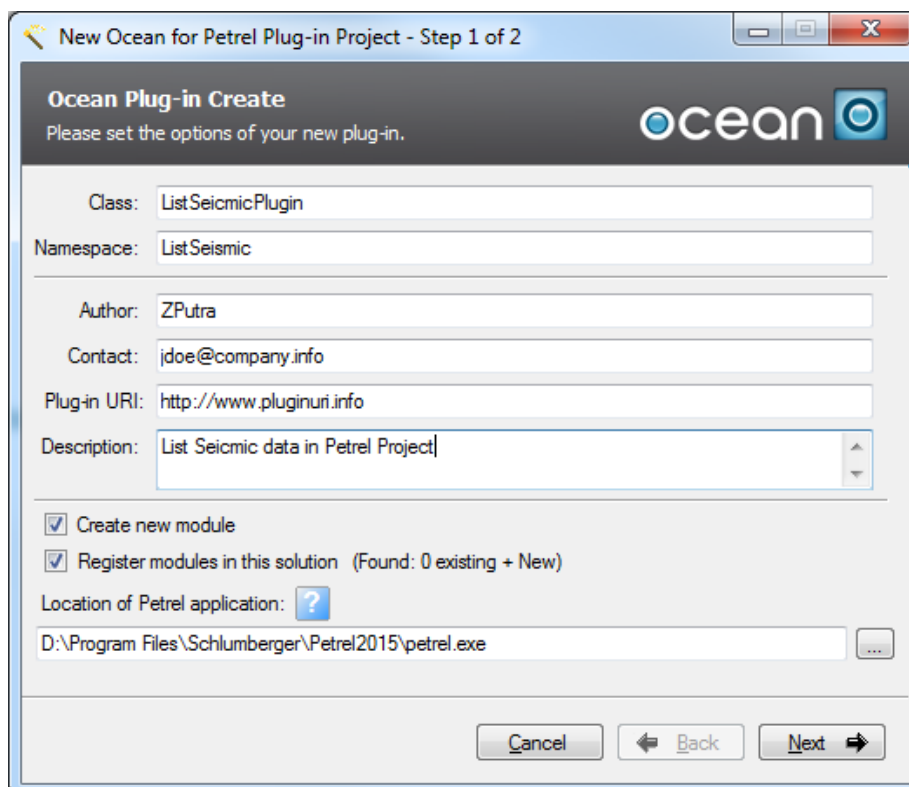 New Ocean for Petrel Plug-in Project - Step 1 of 2
Ocean Plug-in Create
Please set the options of your new plug-in.
ocean
Class: ListSeicmicPlugin
Namespace: ListSeismic
Author: ZPutra
Contact: jdoe@company.info
Plug-in URI: http://www.pluginuri.info
Description: List Seicmic data in Petrel Project
Create new module
Register modules in this solution (Found: 0 existing + New)
Location of Petrel application: ?
D:\Program Files\Schlumberger\Petrel2015\petrel.exe ...
Cancel Back Next